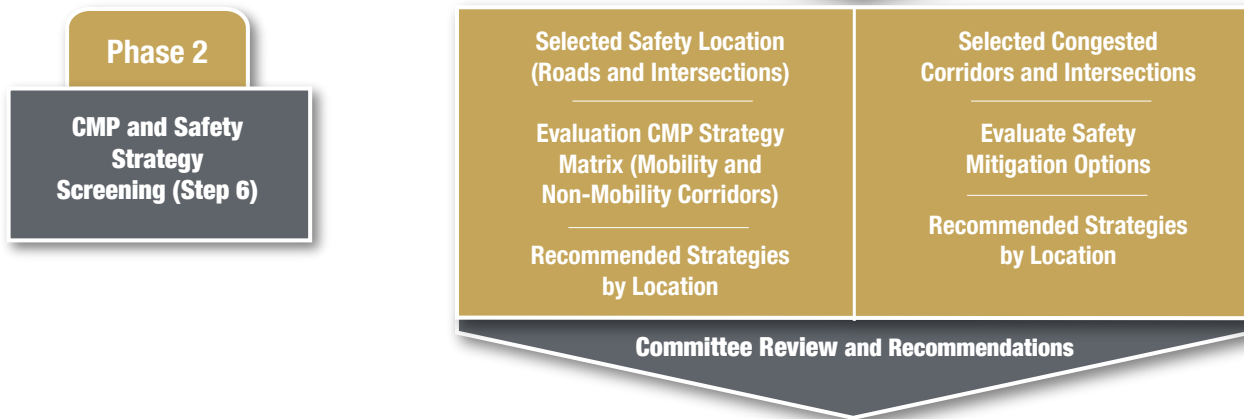 Phase 2
CMP and Safety
Strategy
Screening (Step 6)
Selected Safety Location
(Roads and Intersections)
Evaluation CMP Strategy
Matrix (Mobility and
Non-Mobility Corridors)
Recommended Strategies
by Location
Selected Congested
Corridors and Intersections
Evaluate Safety
Mitigation Options
Recommended Strategies
by Location
Committee Review and Recommendations